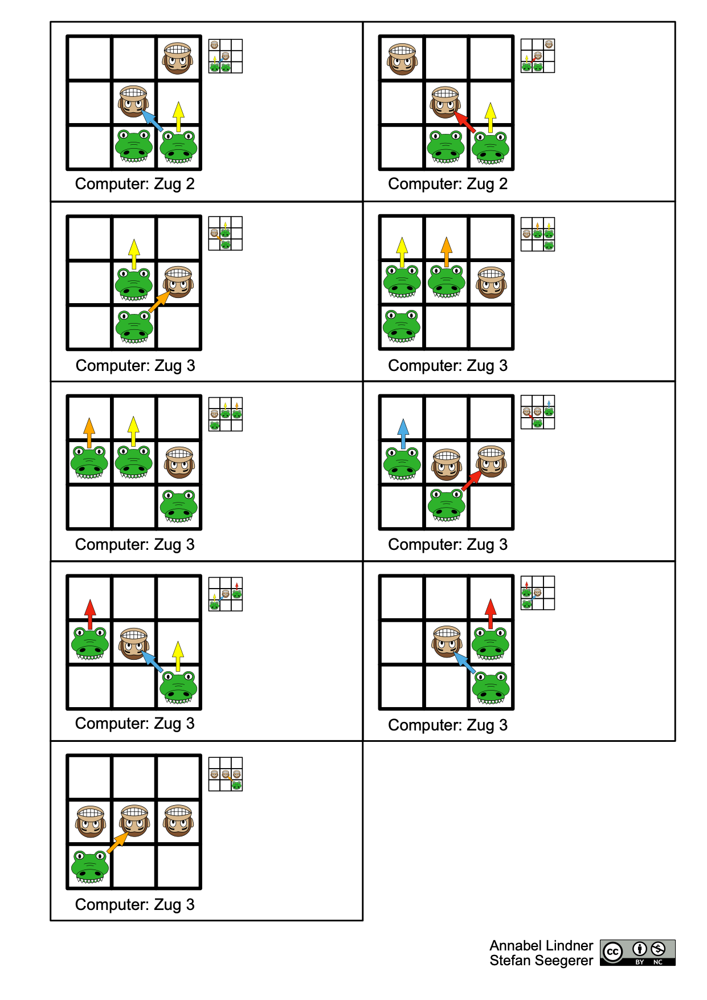 Computer: Zug 2
Computer: Zug 2
Computer: Zug 3
Computer: Zug 3
Computer: Zug 3
Computer: Zug 3
Computer: Zug 3
Computer: Zug 3
Computer: Zug 3
Annabel Lindner
Stefan Seegerer
cc
BY NC